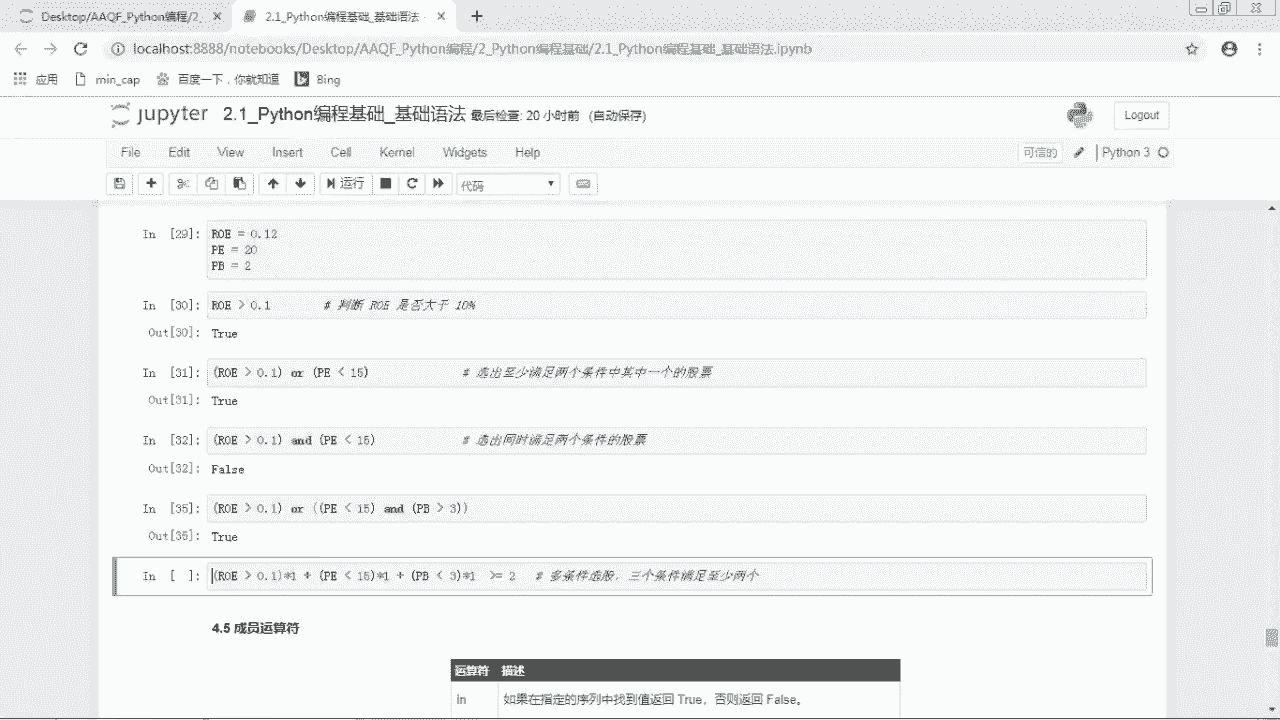 Desktop/AAQF_Python编程/2_
2.1_Python编程基础_基础语法
localhost:8888/notebooks/Desktop/AAQF_Python编程/2_Python编程基础/2.1_Python编程基础_基础语法.ipynb
应用 min_cap 百度一下，你就知道 Bing
jupyter 2.1_Python编程基础_基础语法 最后检查: 20 小时前 (自动保存)
Logout
File Edit View Insert Cell Kernel Widgets Help
可信的 Python 3
运行 代码
In [29]: ROE = 0.12
PE = 20
PB = 2
In [30]: ROE > 0.1 # 判断 ROE 是否大于 10%
Out[30]: True
In [31]: (ROE > 0.1) or (PE < 15) # 选出至少满足两个条件中其中一个的股票
Out[31]: True
In [32]: (ROE > 0.1) and (PE < 15) # 选出同时满足两个条件的股票
Out[32]: False
In [35]: (ROE > 0.1) or ((PE < 15) and (PB > 3))
Out[35]: True
In [ ]: (ROE > 0.1)*1 + (PE < 15)*1 + (PB < 3)*1 >= 2 # 多条件选股，三个条件满足至少两个
4.5 成员运算符
运算符 描述
in 如果在指定的序列中找到值返回 True，否则返回 False。